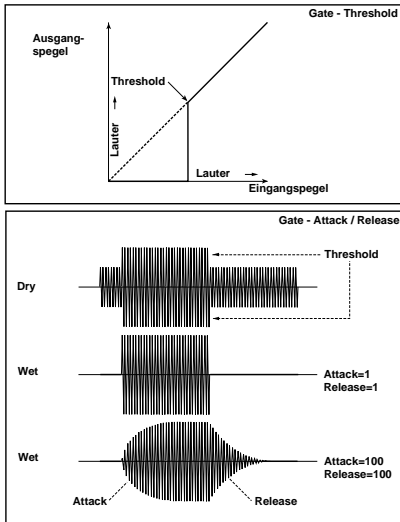 Gate - Threshold
Ausgang-
spegel
Threshold
Lauter
Lauter
Eingangspegel
Gate - Attack / Release
Threshold
Dry
Wet
Attack=1
Release=1
Wet
Attack=100
Release=100
Attack
Release